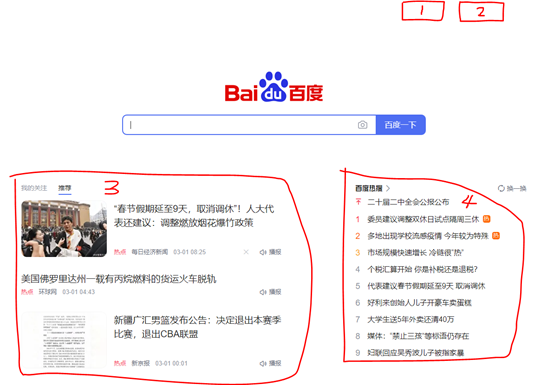 1
2
Bai du 百度
百度一下
我的关注 推荐
3
"春节假期延至9天，取消调休"！人大代表还建议：调整燃放烟花爆竹政策
热点 每日经济新闻 03-01 08:25 × 播报
美国佛罗里达州一载有丙烷燃料的货运火车脱轨
热点 环球网 03-01 04:43 播报
新疆广汇男篮发布公告：决定退出本赛季比赛，退出CBA联盟
热点 新京报 03-01 00:01 播报
百度热搜 > 换一换
4
二十届二中全会公报公布
1 委员建议调整双休日试点隔周三休 热
2 多地出现学校流感疫情 今年较为特殊 热
3 市场规模快速增长 冷链很"热"
4 个税汇算开始 你是补税还是退税?
5 代表建议春节假期延至9天 取消调休
6 好利来创始人儿子开豪车卖蛋糕
7 大学生送5年外卖还清40万
8 媒体："禁止三孩"等标语仍存在
9 妇联回应吴秀波儿子被指家暴